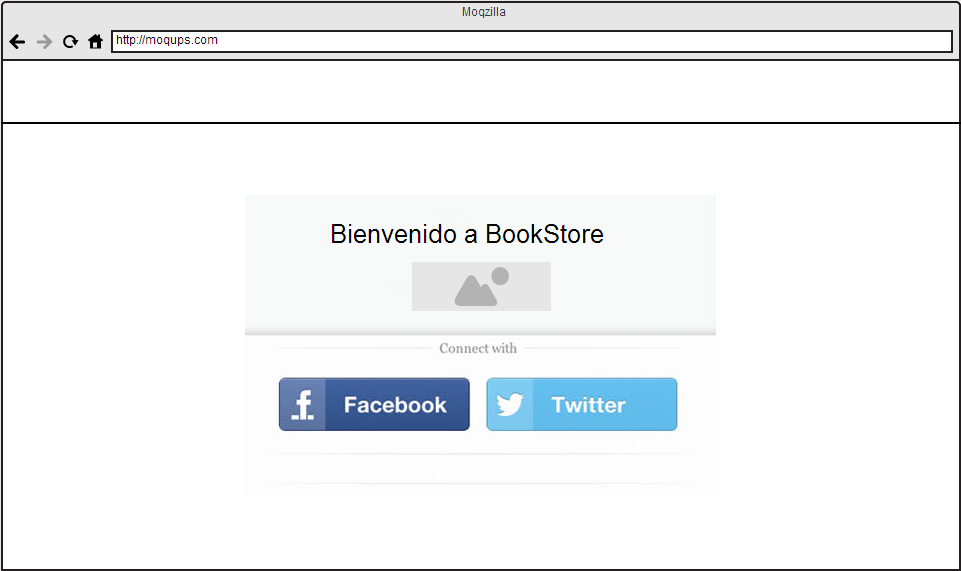 Moqzilla
http://moqups.com
Bienvenido a BookStore
Connect with
Facebook
Twitter